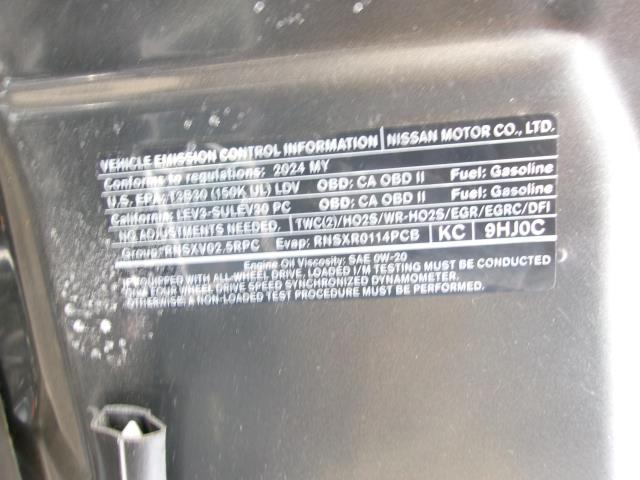 VEHICLE EMISSION CONTROL INFORMATION NISSAN MOTOR CO., LTD.
Conforms to regulations: 2024 MY
U.S. EPA: T3B30 (150K UL) LDV OBD: CA OBD II Fuel: Gasoline
California: LEV3-SULEV30 PC OBD: CA OBD II Fuel: Gasoline
NO ADJUSTMENTS NEEDED. TWC(2)/HO2S/WR-HO2S/EGR/EGRC/DFI
Group: RNSXV02.5RPC Evap: RNSXR0114PCB KC 9HJ0C
Engine Oil Viscosity: SAE 0W-20
IF EQUIPPED WITH ALL WHEEL DRIVE, LOADED I/M TESTING MUST BE CONDUCTED
ON A FOUR WHEEL DRIVE SPEED SYNCHRONIZED DYNAMOMETER.
OTHERWISE A NON-LOADED TEST PROCEDURE MUST BE PERFORMED.